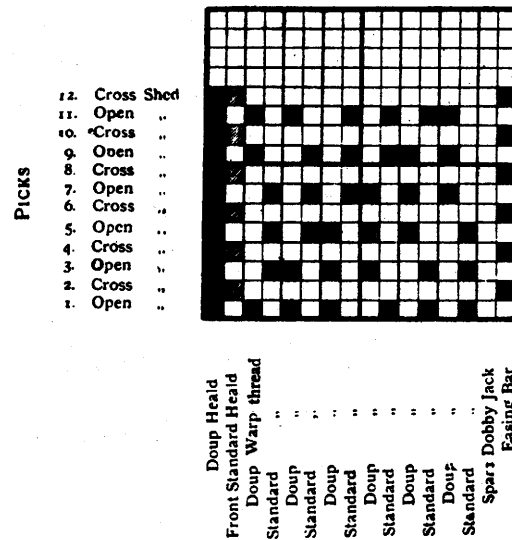 PICKS
12. Cross Shed
11. Open „
10. Cross „
9. Open „
8. Cross „
7. Open „
6. Cross „
5. Open „
4. Cross „
3. Open „
2. Cross „
1. Open „
Doup Heald
Front Standard Heald
Doup Warp thread
Standard „
Doup „
Standard „
Doup „
Standard „
Doup „
Standard „
Doup „
Standard „
Doup „
Standard „
Spars Dobby Jack
Easing Bar